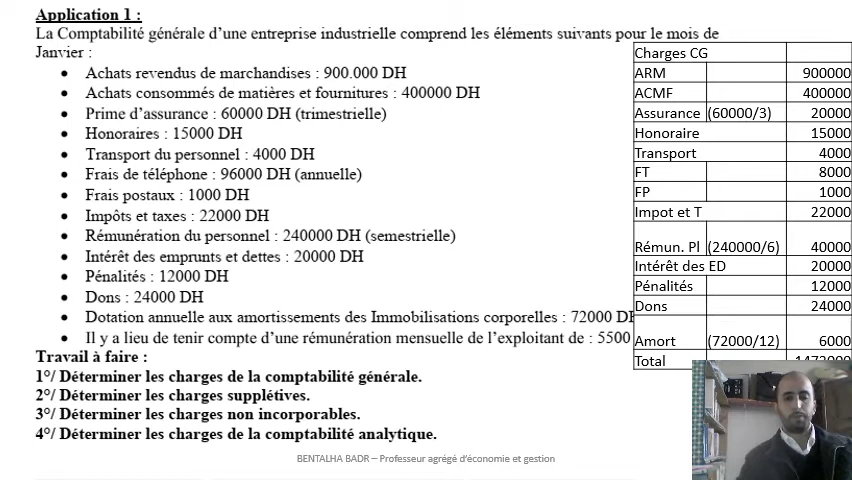 Application 1 :
La Comptabilité générale d’une entreprise industrielle comprend les éléments suivants pour le mois de
Janvier :
• Achats revendus de marchandises : 900.000 DH
• Achats consommés de matières et fournitures : 400000 DH
• Prime d’assurance : 60000 DH (trimestrielle)
• Honoraires : 15000 DH
• Transport du personnel : 4000 DH
• Frais de téléphone : 96000 DH (annuelle)
• Frais postaux : 1000 DH
• Impôts et taxes : 22000 DH
• Rémunération du personnel : 240000 DH (semestrielle)
• Intérêt des emprunts et dettes : 20000 DH
• Pénalités : 12000 DH
• Dons : 24000 DH
• Dotation annuelle aux amortissements des Immobilisations corporelles : 72000 DH
• Il y a lieu de tenir compte d’une rémunération mensuelle de l’exploitant de : 5500
Travail à faire :
1°/ Déterminer les charges de la comptabilité générale.
2°/ Déterminer les charges supplétives.
3°/ Déterminer les charges non incorporables.
4°/ Déterminer les charges de la comptabilité analytique.
Charges CG
ARM 900000
ACMF 400000
Assurance (60000/3) 20000
Honoraire 15000
Transport 4000
FT 8000
FP 1000
Impot et T 22000
Rémun. Pl (240000/6) 40000
Intérêt des ED 20000
Pénalités 12000
Dons 24000
Amort (72000/12) 6000
Total 1472000
BENTALHA BADR – Professeur agrégé d’économie et gestion